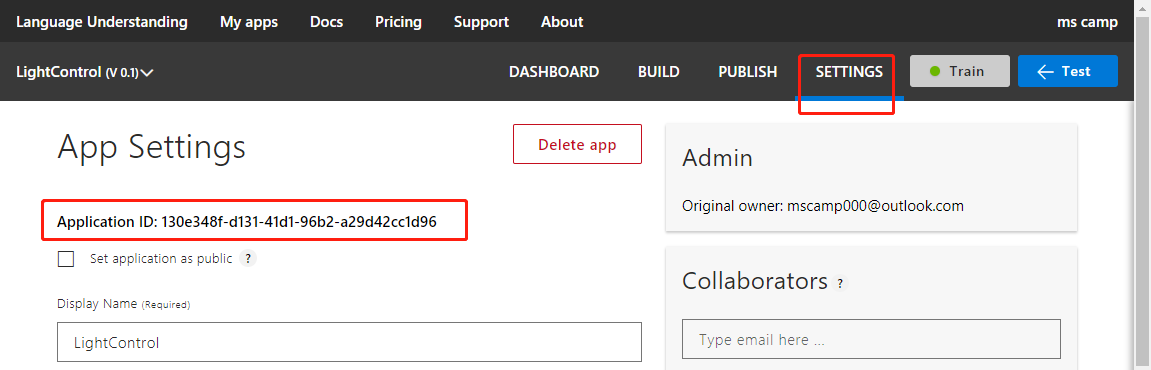 Language Understanding My apps Docs Pricing Support About ms camp
LightControl (V 0.1) DASHBOARD BUILD PUBLISH SETTINGS Train Test
App Settings
Delete app
Application ID: 130e348f-d131-41d1-96b2-a29d42cc1d96
Set application as public ?
Display Name (Required)
LightControl
Admin
Original owner: mscamp000@outlook.com
Collaborators ?
Type email here ...